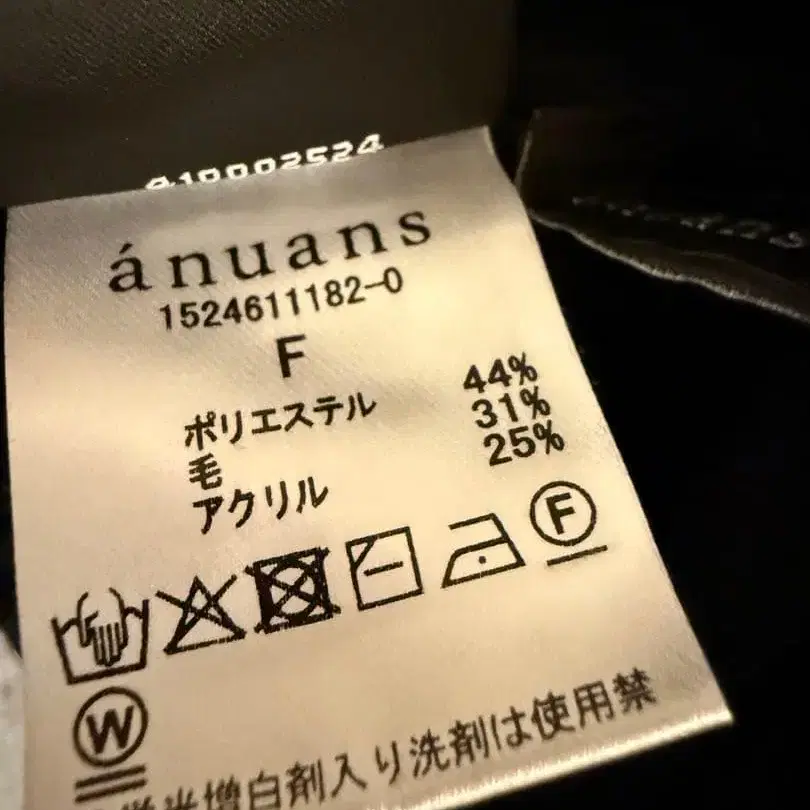 ánuans
1524611182-0
F
ポリエステル 44%
毛 31%
アクリル 25%
F
W
光増白剤入り洗剤は使用禁